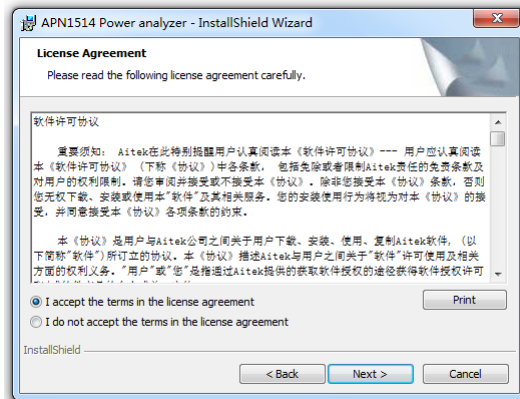 APN1514 Power analyzer - InstallShield Wizard
License Agreement
Please read the following license agreement carefully.
软件许可协议
重要须知: Aitek在此特别提醒用户认真阅读本《软件许可协议》--- 用户应认真阅读
本《软件许可协议》（下称《协议》）中各条款, 包括免除或者限制Aitek责任的免责条款及
对用户的权利限制。请您审阅并接受或不接受本《协议》。除非您接受本《协议》条款, 否则
您无权下载、安装或使用本"软件"及其相关服务。您的安装使用行为将视为对本《协议》的接
受, 并同意接受本《协议》各项条款的约束。
本《协议》是用户与Aitek公司之间关于用户下载、安装、使用、复制Aitek软件, （以
下简称"软件"）所订立的协议。本《协议》描述Aitek与用户之间关于"软件"许可使用及相关
方面的权利义务。"用户"或"您"是指通过Aitek提供的获取软件授权的途径获得软件授权许可
I accept the terms in the license agreement
Print
I do not accept the terms in the license agreement
InstallShield
< Back
Next >
Cancel